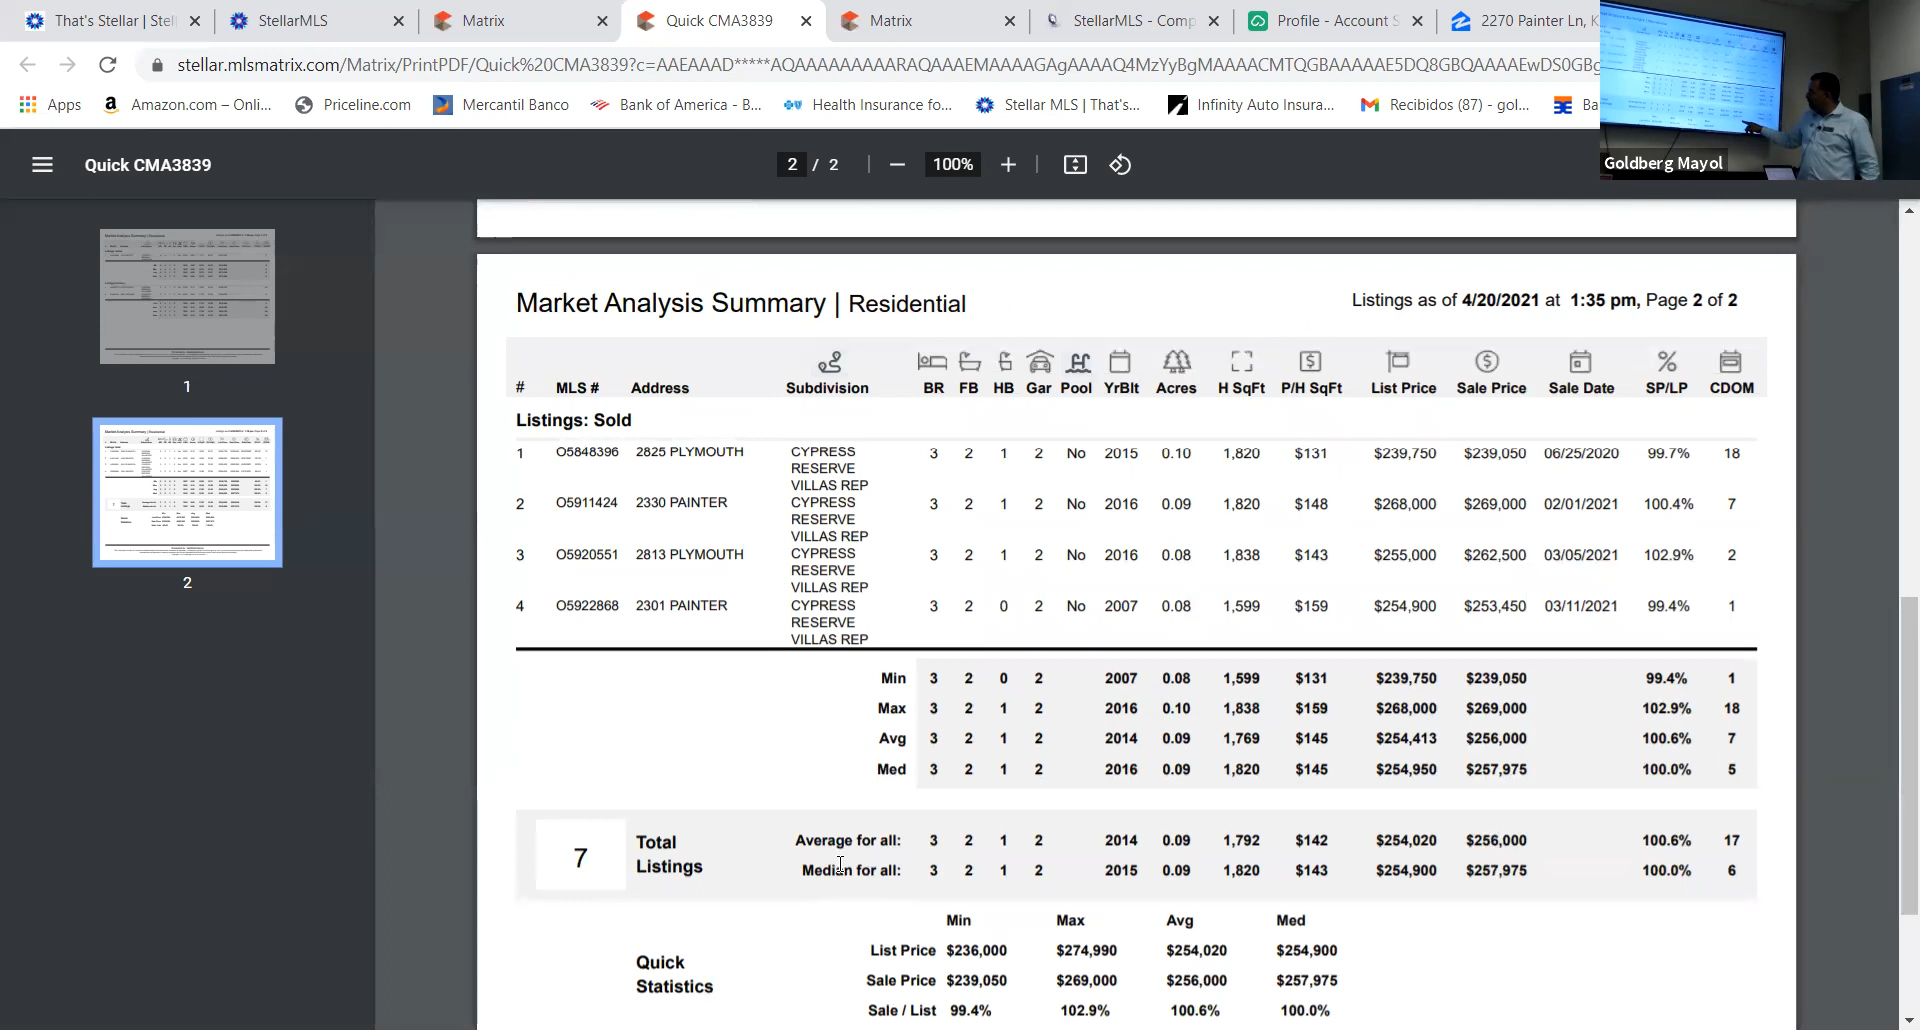 That's Stellar | Stel
StellarMLS
Matrix
Quick CMA3839
Matrix
StellarMLS - Comp
Profile - Account S
2270 Painter Ln, K
stellar.mlsmatrix.com/Matrix/PrintPDF/Quick%20CMA3839?c=AAEAAAD*****AQAAAAAAAAARAQAAAEMAAAAGAgAAAAQ4MzYyBgMAAAACMTQGBAAAAAE5DQ8GBQAAAAEwDS0GBg
Apps
Amazon.com – Onli...
Priceline.com
Mercantil Banco
Bank of America - B...
Health Insurance fo...
Stellar MLS | That's...
Infinity Auto Insura...
Recibidos (87) - gol...
Ba
Goldberg Mayol
Quick CMA3839
2 / 2
100%
1
2
Market Analysis Summary | Residential
Listings as of 4/20/2021 at 1:35 pm, Page 2 of 2
# MLS # Address Subdivision BR FB HB Gar Pool YrBlt Acres H SqFt P/H SqFt List Price Sale Price Sale Date SP/LP CDOM
Listings: Sold
1 O5848396 2825 PLYMOUTH CYPRESS 3 2 1 2 No 2015 0.10 1,820 $131 $239,750 $239,050 06/25/2020 99.7% 18
RESERVE
VILLAS REP
2 O5911424 2330 PAINTER CYPRESS 3 2 1 2 No 2016 0.09 1,820 $148 $268,000 $269,000 02/01/2021 100.4% 7
RESERVE
VILLAS REP
3 O5920551 2813 PLYMOUTH CYPRESS 3 2 1 2 No 2016 0.08 1,838 $143 $255,000 $262,500 03/05/2021 102.9% 2
RESERVE
VILLAS REP
4 O5922868 2301 PAINTER CYPRESS 3 2 0 2 No 2007 0.08 1,599 $159 $254,900 $253,450 03/11/2021 99.4% 1
RESERVE
VILLAS REP
Min 3 2 0 2 2007 0.08 1,599 $131 $239,750 $239,050 99.4% 1
Max 3 2 1 2 2016 0.10 1,838 $159 $268,000 $269,000 102.9% 18
Avg 3 2 1 2 2014 0.09 1,769 $145 $254,413 $256,000 100.6% 7
Med 3 2 1 2 2016 0.09 1,820 $145 $254,950 $257,975 100.0% 5
7
Total
Listings
Average for all: 3 2 1 2 2014 0.09 1,792 $142 $254,020 $256,000 100.6% 17
Median for all: 3 2 1 2 2015 0.09 1,820 $143 $254,900 $257,975 100.0% 6
Quick
Statistics
Min Max Avg Med
List Price $236,000 $274,990 $254,020 $254,900
Sale Price $239,050 $269,000 $256,000 $257,975
Sale / List 99.4% 102.9% 100.6% 100.0%